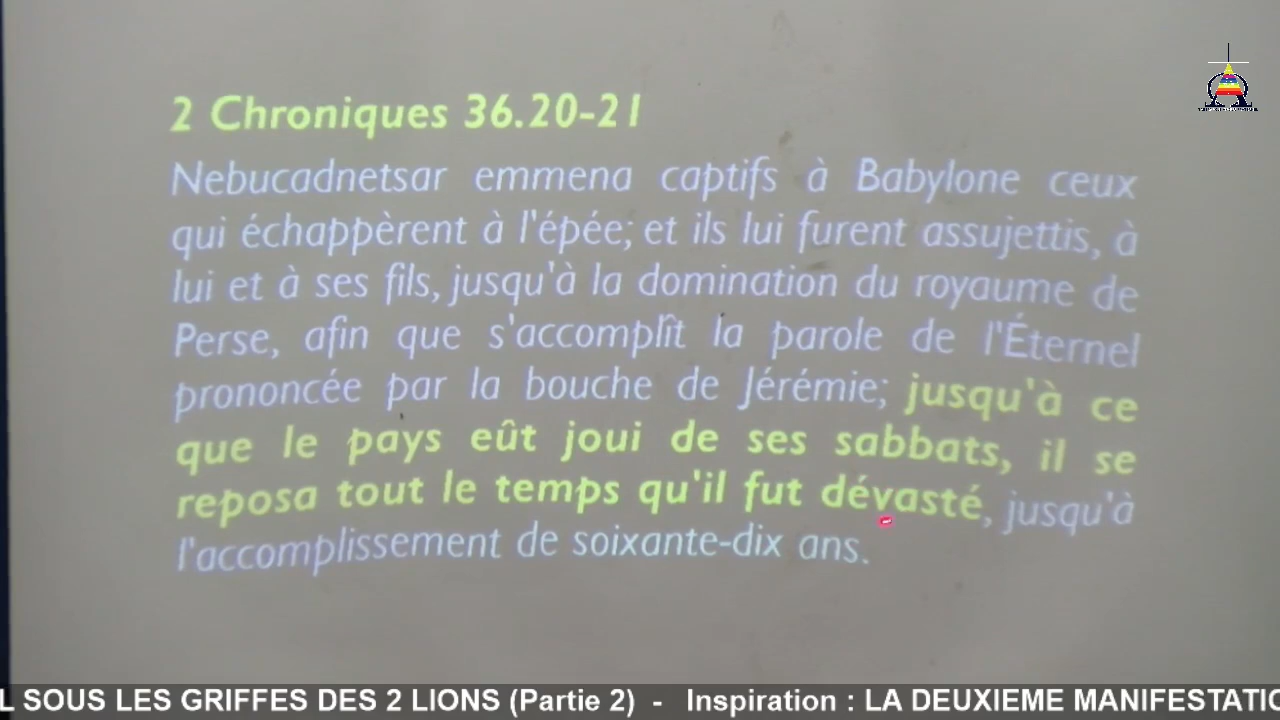 2 Chroniques 36.20-21
Nebucadnetsar emmena captifs à Babylone ceux
qui échappèrent à l'épée; et ils lui furent assujettis, à
lui et à ses fils, jusqu'à la domination du royaume de
Perse, afin que s'accomplît la parole de l'Éternel
prononcée par la bouche de Jérémie; jusqu'à ce
que le pays eût joui de ses sabbats, il se
reposa tout le temps qu'il fut dévasté, jusqu'à
l'accomplissement de soixante-dix ans.
L SOUS LES GRIFFES DES 2 LIONS (Partie 2) - Inspiration : LA DEUXIEME MANIFESTATIO